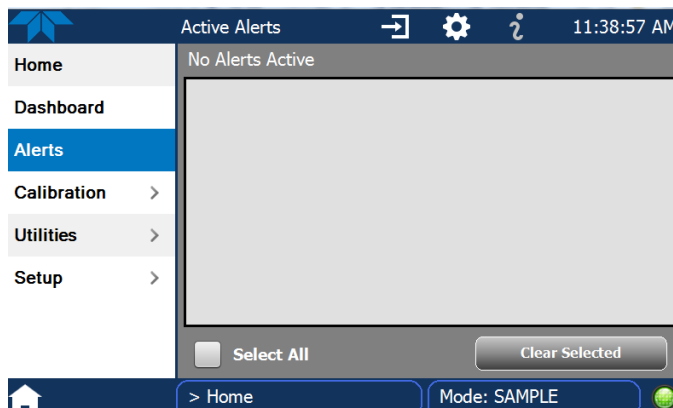 Active Alerts 11:38:57 AM
Home
No Alerts Active
Dashboard
Alerts
Calibration >
Utilities >
Setup >
Select All
Clear Selected
> Home
Mode: SAMPLE